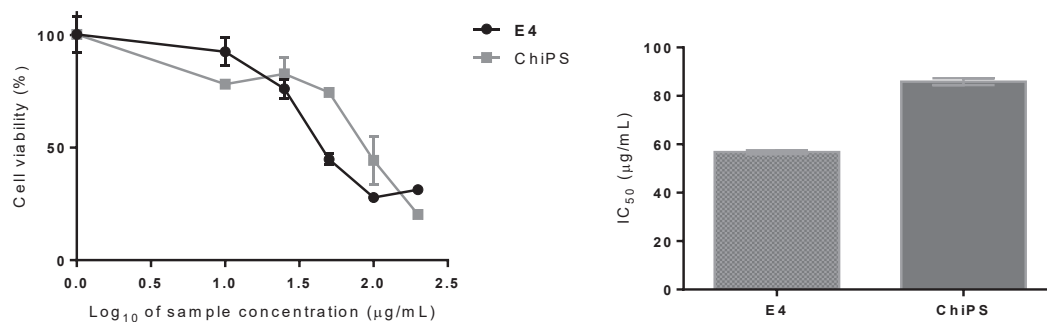 E4
ChiPS
Cell viability (%)
100
50
0
0.0 0.5 1.0 1.5 2.0 2.5
Log10 of sample concentration (μg/mL)
IC50 (μg/mL)
100
80
60
40
20
0
E4 ChiPS